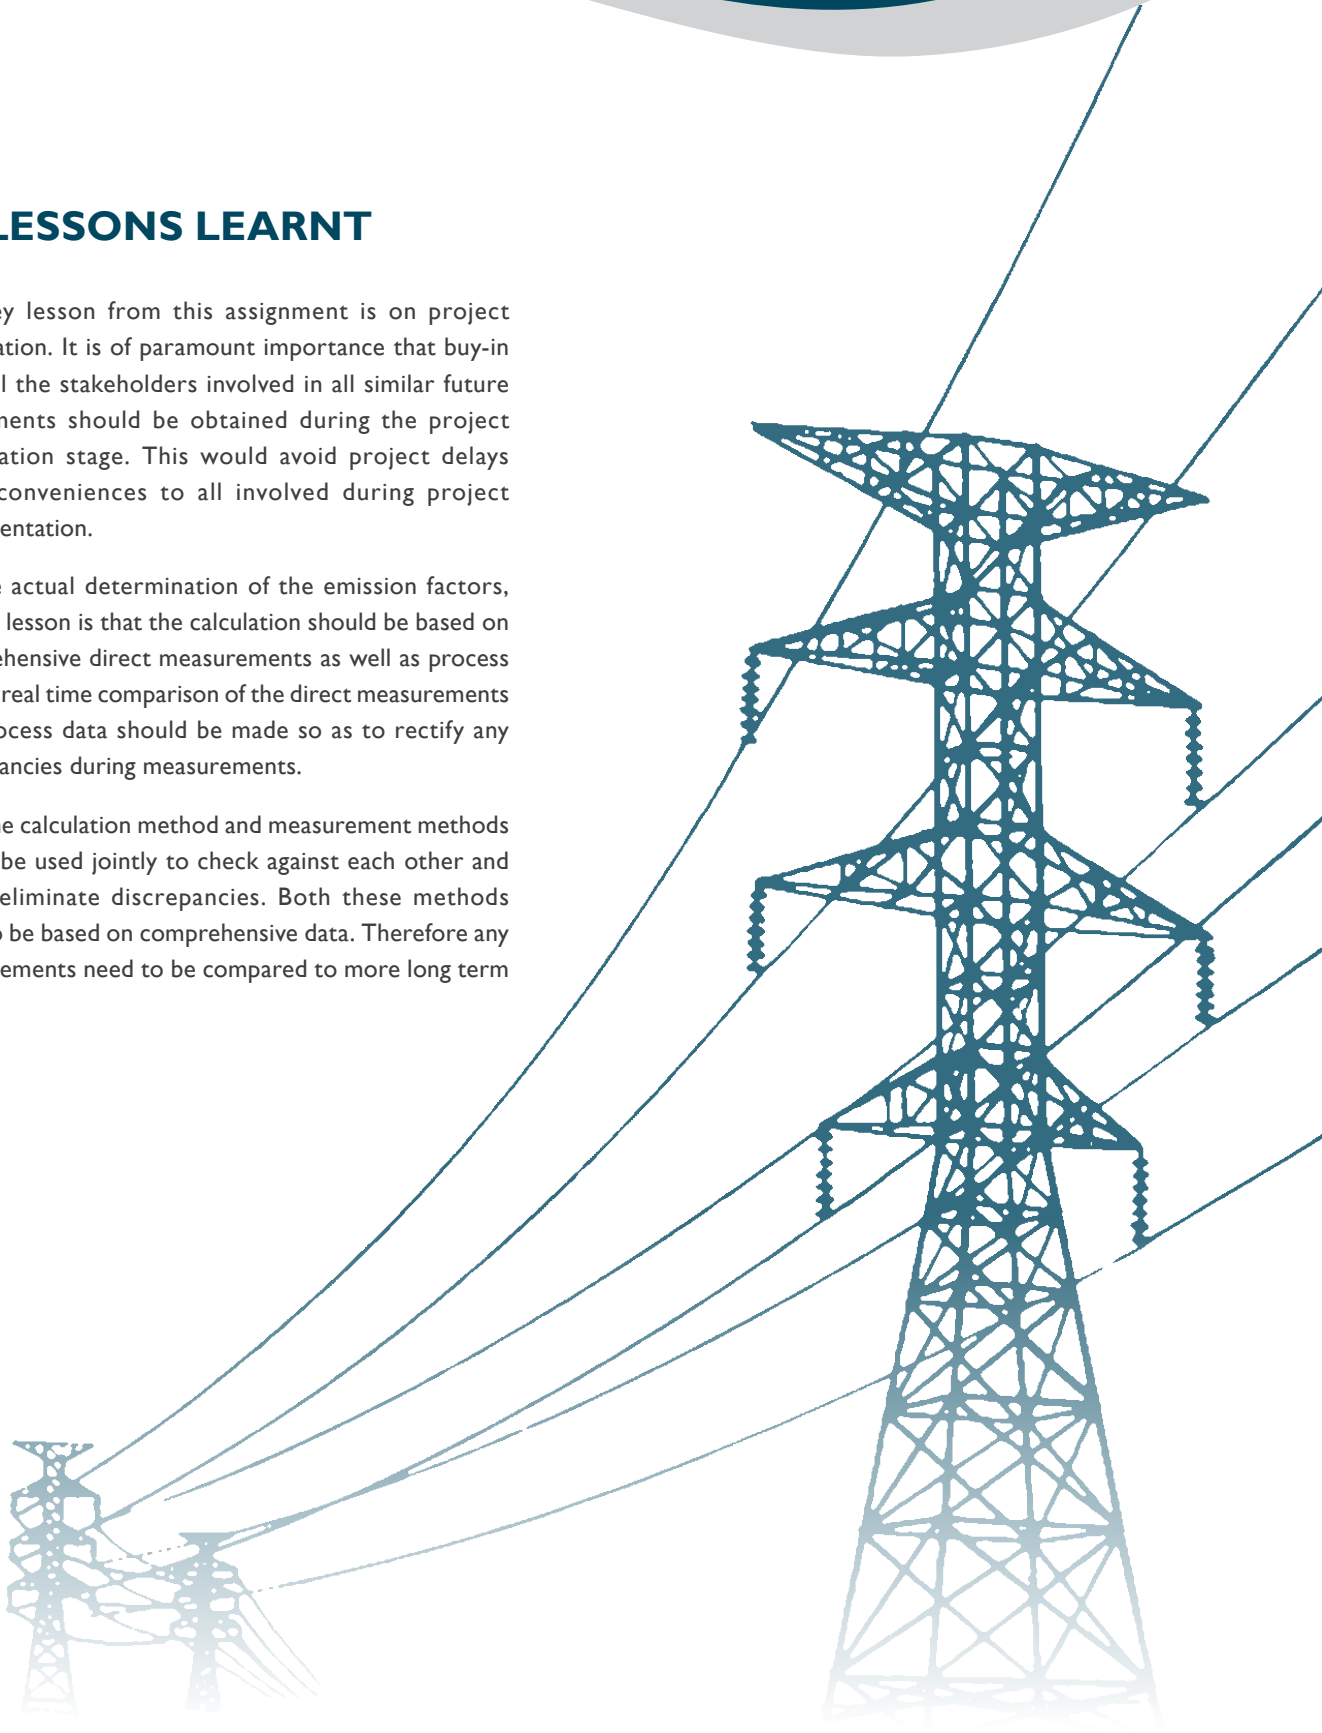 LESSONS LEARNT
ey lesson from this assignment is on project
ation. It is of paramount importance that buy-in
l the stakeholders involved in all similar future
ments should be obtained during the project
ation stage. This would avoid project delays
conveniences to all involved during project
entation.
e actual determination of the emission factors,
lesson is that the calculation should be based on
ehensive direct measurements as well as process
real time comparison of the direct measurements
ocess data should be made so as to rectify any
ancies during measurements.
he calculation method and measurement methods
be used jointly to check against each other and
eliminate discrepancies. Both these methods
o be based on comprehensive data. Therefore any
ements need to be compared to more long term